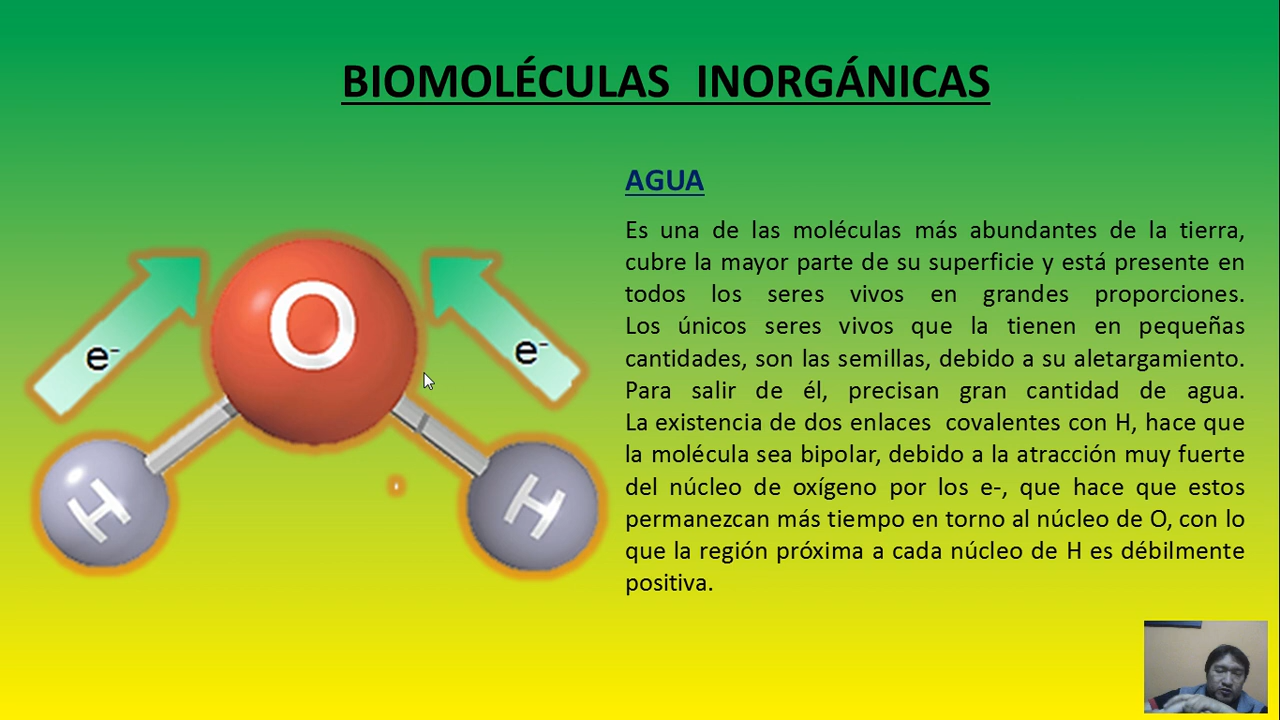 BIOMOLÉCULAS INORGÁNICAS
AGUA
Es una de las moléculas más abundantes de la tierra,
cubre la mayor parte de su superficie y está presente en
todos los seres vivos en grandes proporciones.
Los únicos seres vivos que la tienen en pequeñas
cantidades, son las semillas, debido a su aletargamiento.
Para salir de él, precisan gran cantidad de agua.
La existencia de dos enlaces covalentes con H, hace que
la molécula sea bipolar, debido a la atracción muy fuerte
del núcleo de oxígeno por los e-, que hace que estos
permanezcan más tiempo en torno al núcleo de O, con lo
que la región próxima a cada núcleo de H es débilmente
positiva.
O
e-
e-
H
H